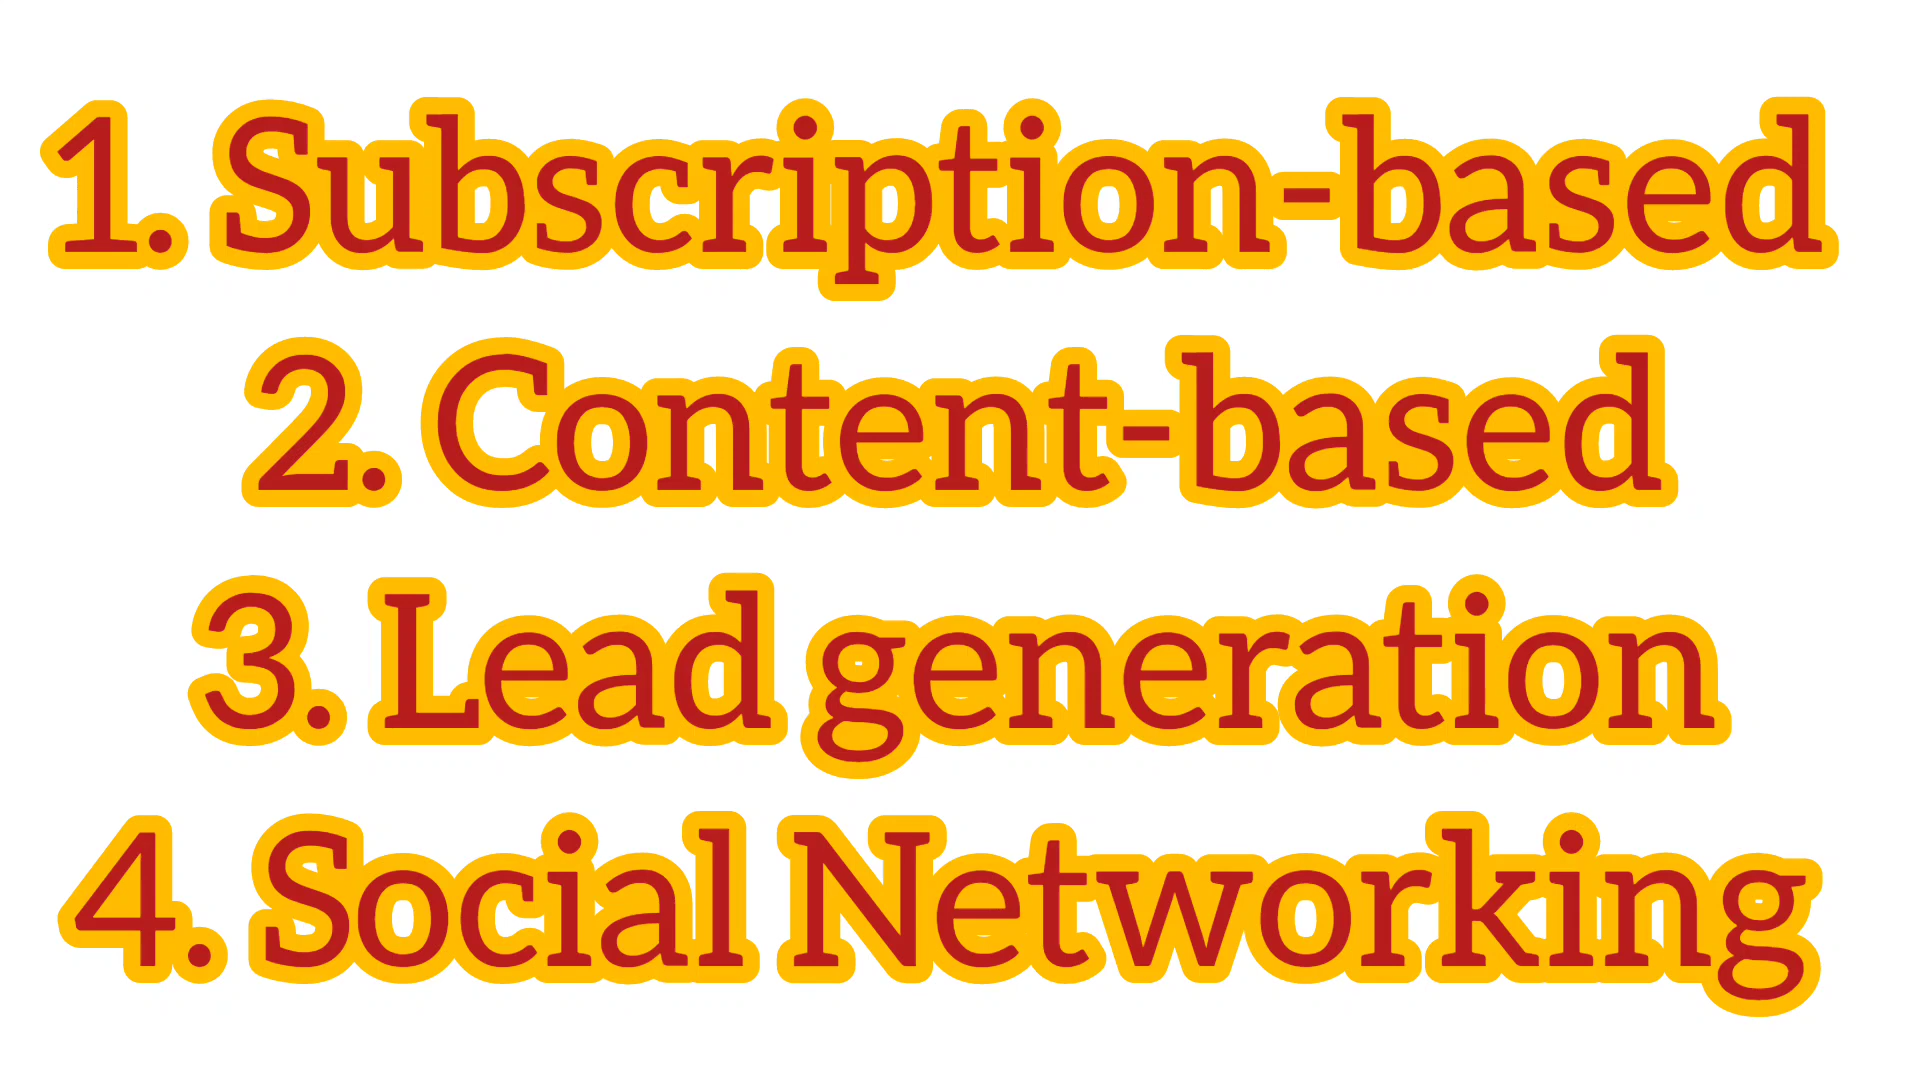 1. Subscription-based
2. Content-based
3. Lead generation
4. Social Networking